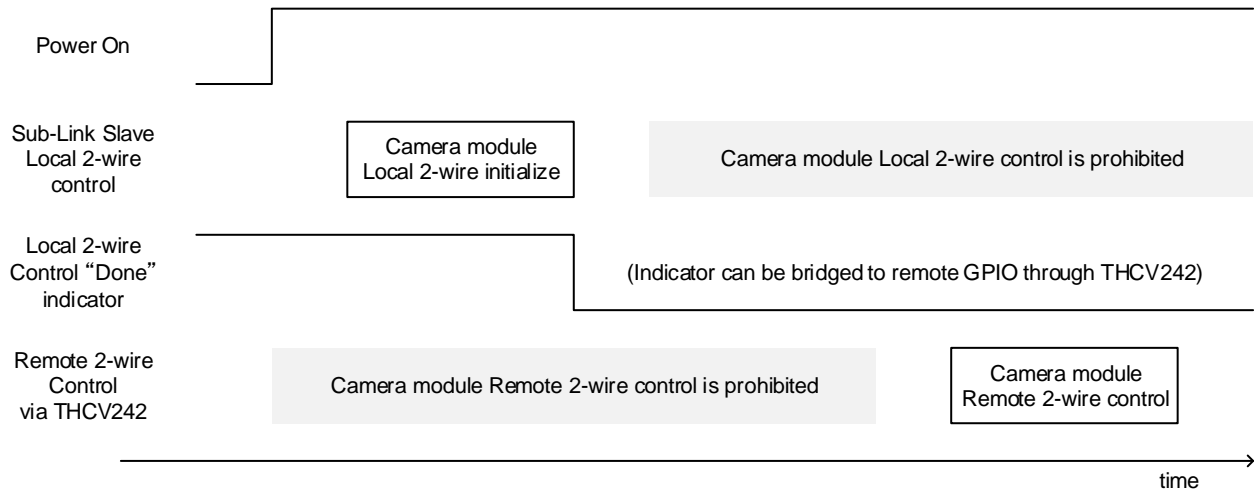 Power On
Sub-Link Slave
Local 2-wire
control
Camera module
Local 2-wire initialize
Camera module Local 2-wire control is prohibited
Local 2-wire
Control “Done”
indicator
(Indicator can be bridged to remote GPIO through THCV242)
Remote 2-wire
Control
via THCV242
Camera module Remote 2-wire control is prohibited
Camera module
Remote 2-wire control
time